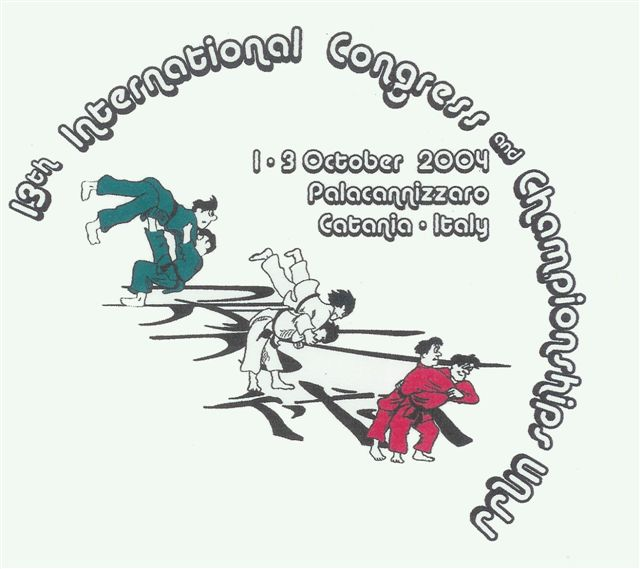 13th International Congress and Championships UNJJ
1 • 3 October 2004
Palacannizzaro
Catania • Italy